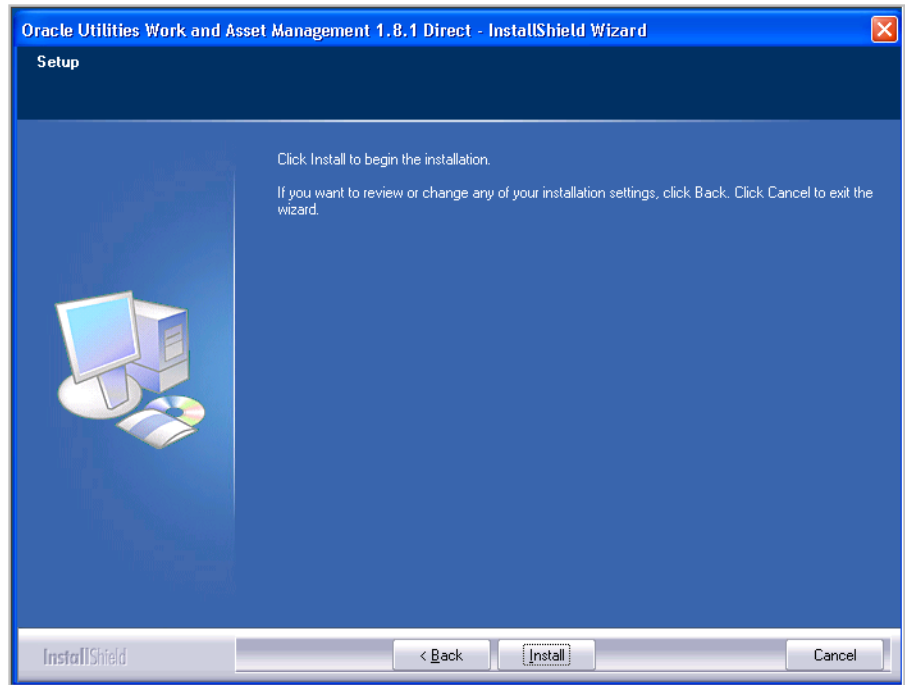 Oracle Utilities Work and Asset Management 1.8.1 Direct - InstallShield Wizard
Setup
Click Install to begin the installation.
If you want to review or change any of your installation settings, click Back. Click Cancel to exit the
wizard.
InstallShield
< Back
Install
Cancel